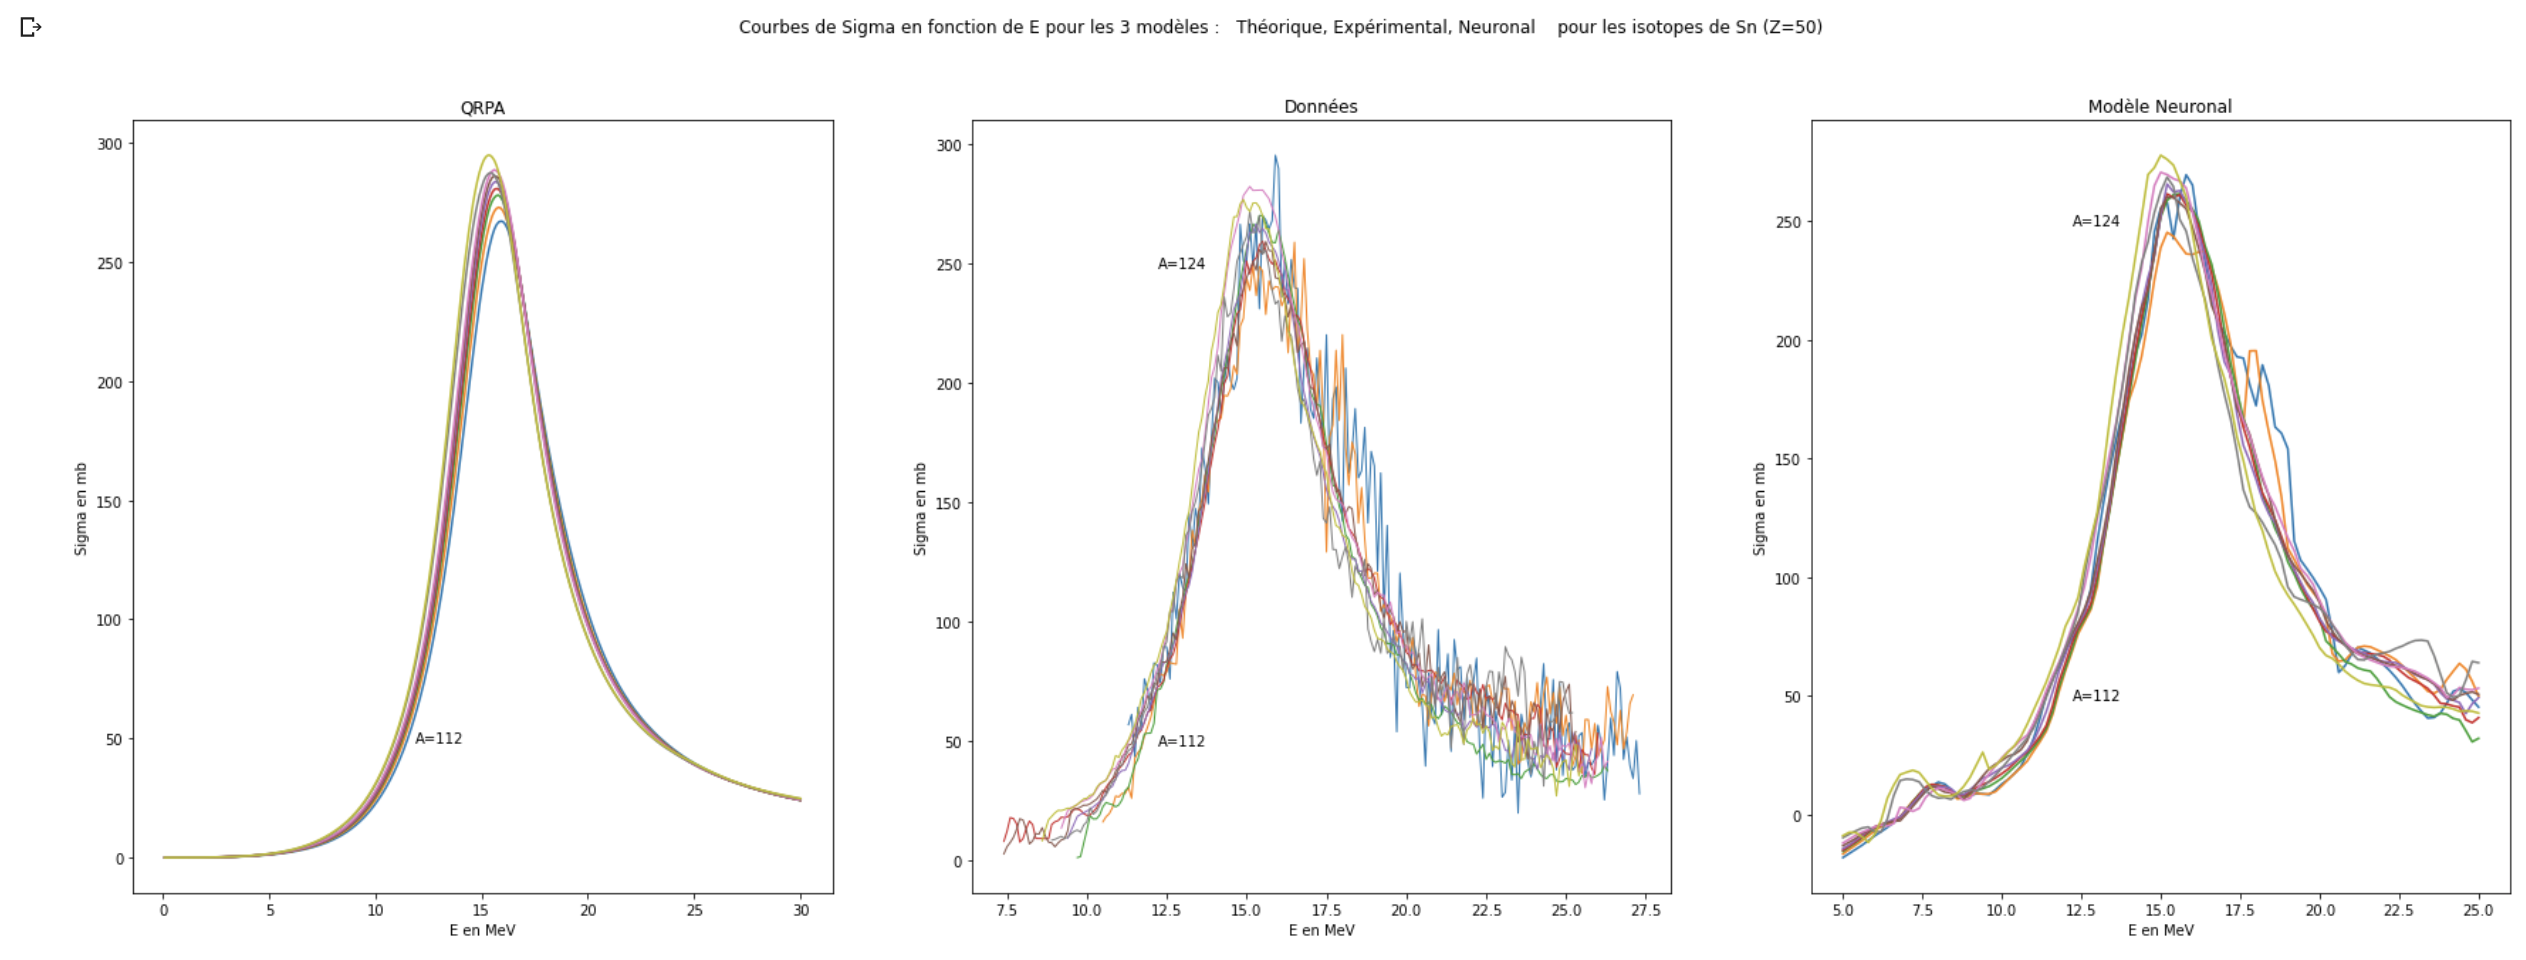 Courbes de Sigma en fonction de E pour les 3 modèles : Théorique, Expérimental, Neuronal pour les isotopes de Sn (Z=50)
QRPA
300
250
200
150
100
50
0
Sigma en mb
A=112
0 5 10 15 20 25 30
E en MeV
Données
300
250
200
150
100
50
0
Sigma en mb
A=124
A=112
7.5 10.0 12.5 15.0 17.5 20.0 22.5 25.0 27.5
E en MeV
Modèle Neuronal
250
200
150
100
50
0
Sigma en mb
A=124
A=112
5.0 7.5 10.0 12.5 15.0 17.5 20.0 22.5 25.0
E en MeV